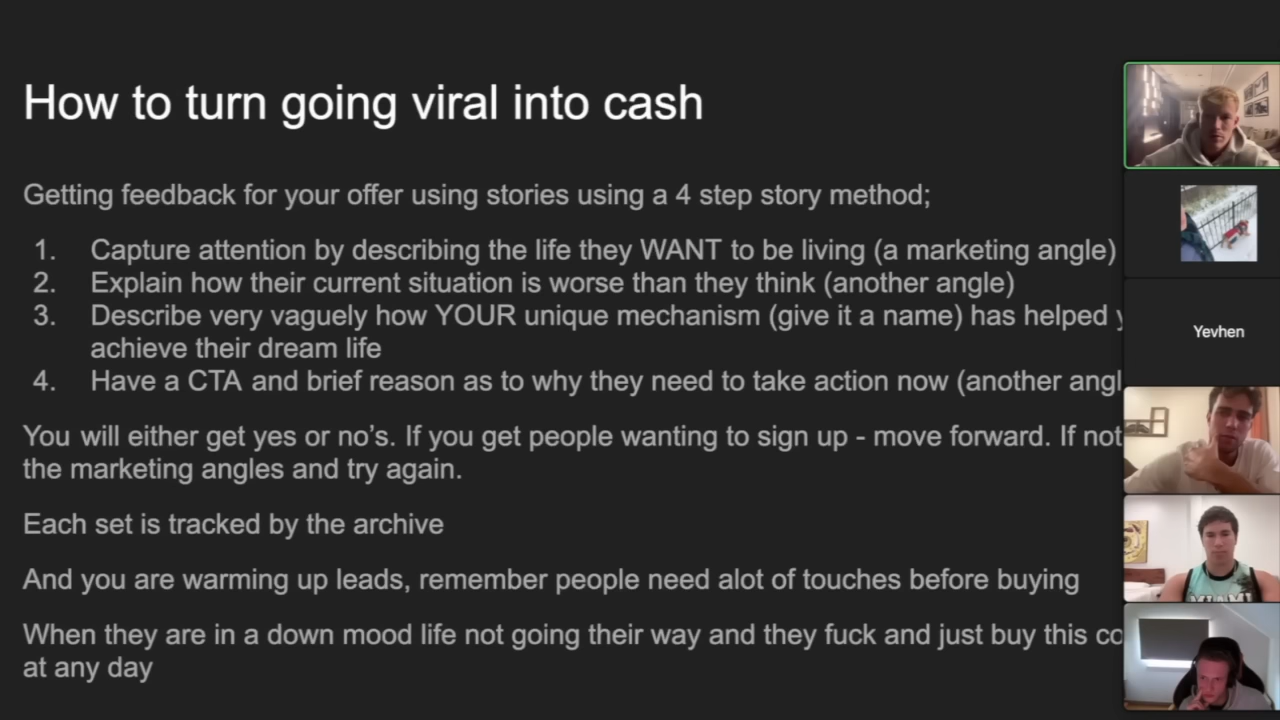 How to turn going viral into cash
Getting feedback for your offer using stories using a 4 step story method;
1. Capture attention by describing the life they WANT to be living (a marketing angle)
2. Explain how their current situation is worse than they think (another angle)
3. Describe very vaguely how YOUR unique mechanism (give it a name) has helped
achieve their dream life
4. Have a CTA and brief reason as to why they need to take action now (another
You will either get yes or no's. If you get people wanting to sign up - move forward. If not
the marketing angles and try again.
Each set is tracked by the archive
And you are warming up leads, remember people need alot of touches before buying
When they are in a down mood life not going their way and they fuck and just buy this
at any day
Yevhen
MIAMI